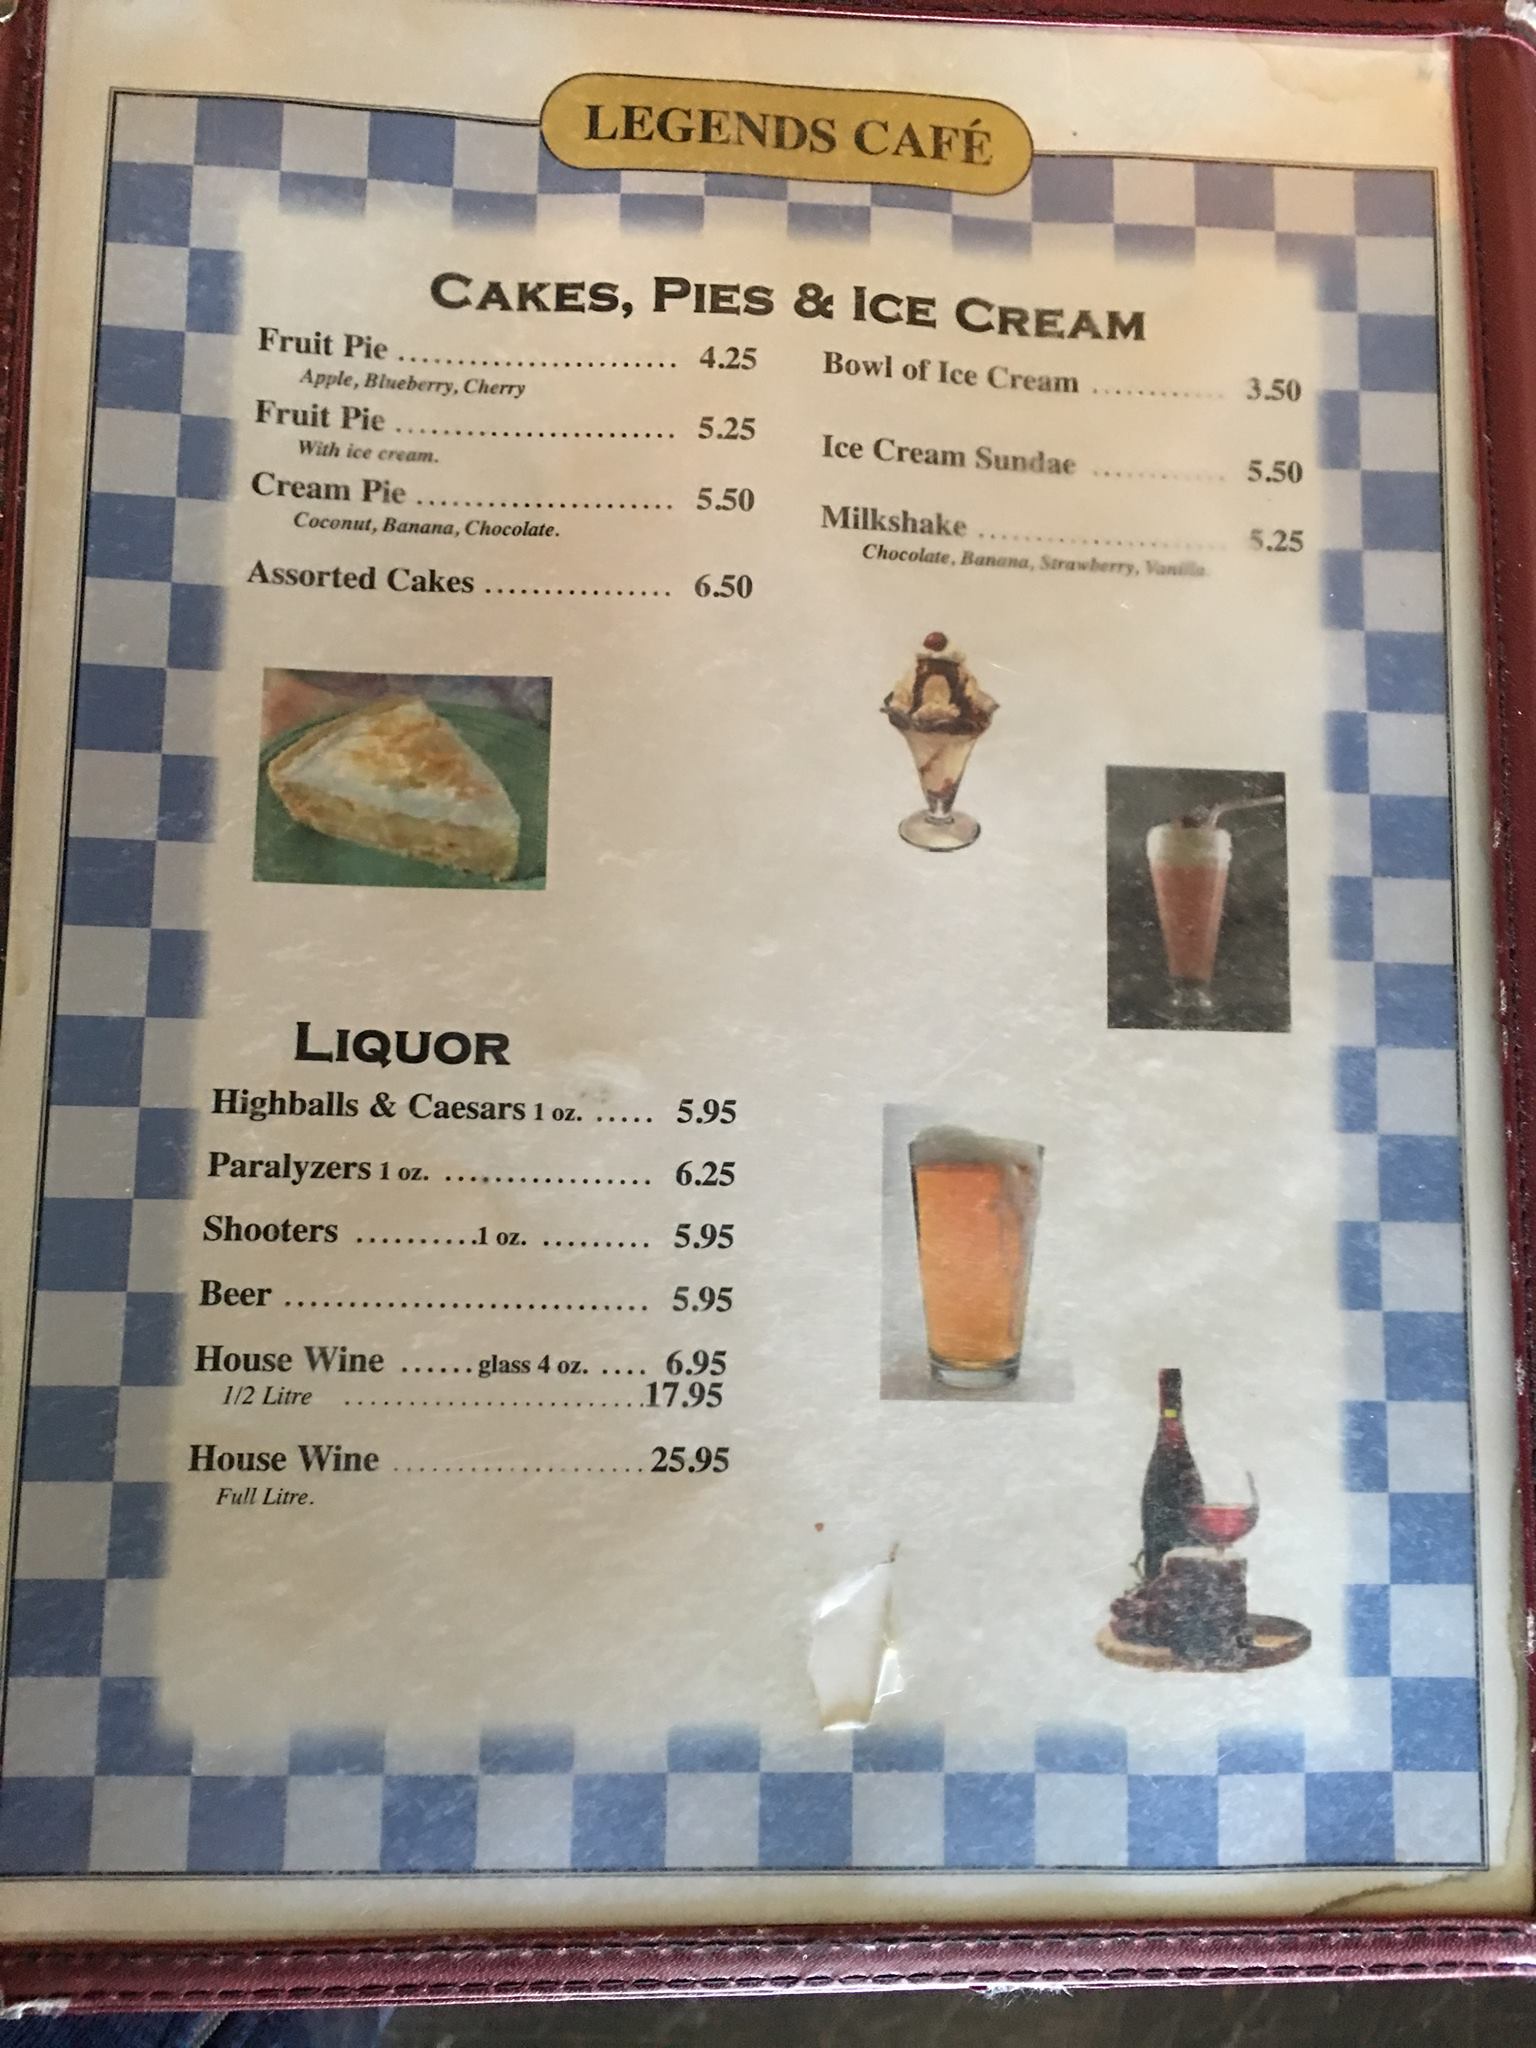 LEGENDS CAFÉ
CAKES, PIES & ICE CREAM
Fruit Pie ........................ 4.25
Apple, Blueberry, Cherry
Fruit Pie ........................ 5.25
With ice cream.
Cream Pie ...................... 5.50
Coconut, Banana, Chocolate.
Assorted Cakes ................ 6.50
Bowl of Ice Cream ............ 3.50
Ice Cream Sundae ............ 5.50
Milkshake ...................... 5.25
Chocolate, Banana, Strawberry, Vanilla.
LIQUOR
Highballs & Caesars 1 oz. ..... 5.95
Paralyzers 1 oz. ................. 6.25
Shooters ..........1 oz. ......... 5.95
Beer ............................. 5.95
House Wine ......glass 4 oz. .... 6.95
1/2 Litre ........................17.95
House Wine ....................25.95
Full Litre.